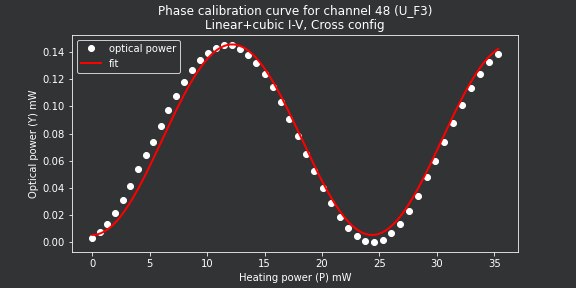 Phase calibration curve for channel 48 (U_F3)
Linear+cubic I-V, Cross config
optical power
fit
Optical power (Y) mW
0.14
0.12
0.10
0.08
0.06
0.04
0.02
0.00
0
5
10
15
20
25
30
35
Heating power (P) mW